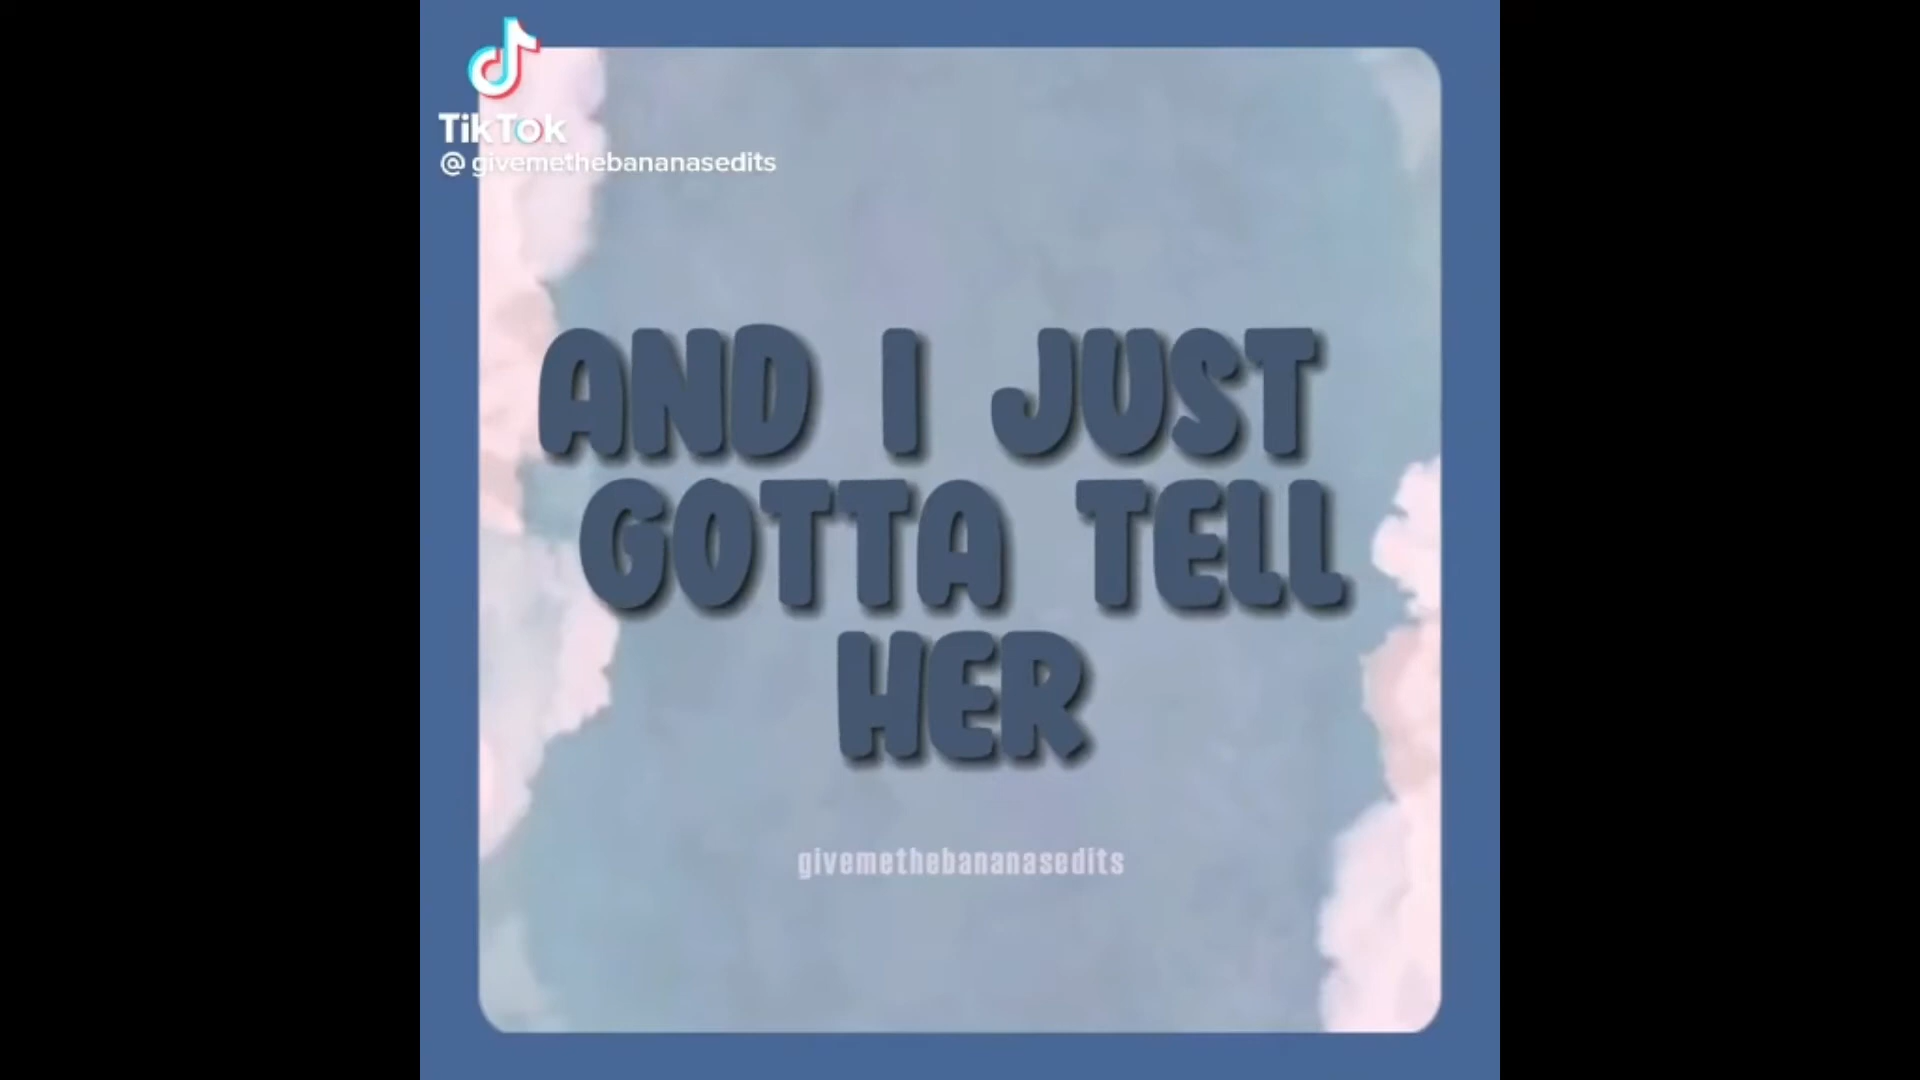 TikTok
@givemethebananasedits
AND I JUST
GOTTA TELL
HER
givemethebananasedits